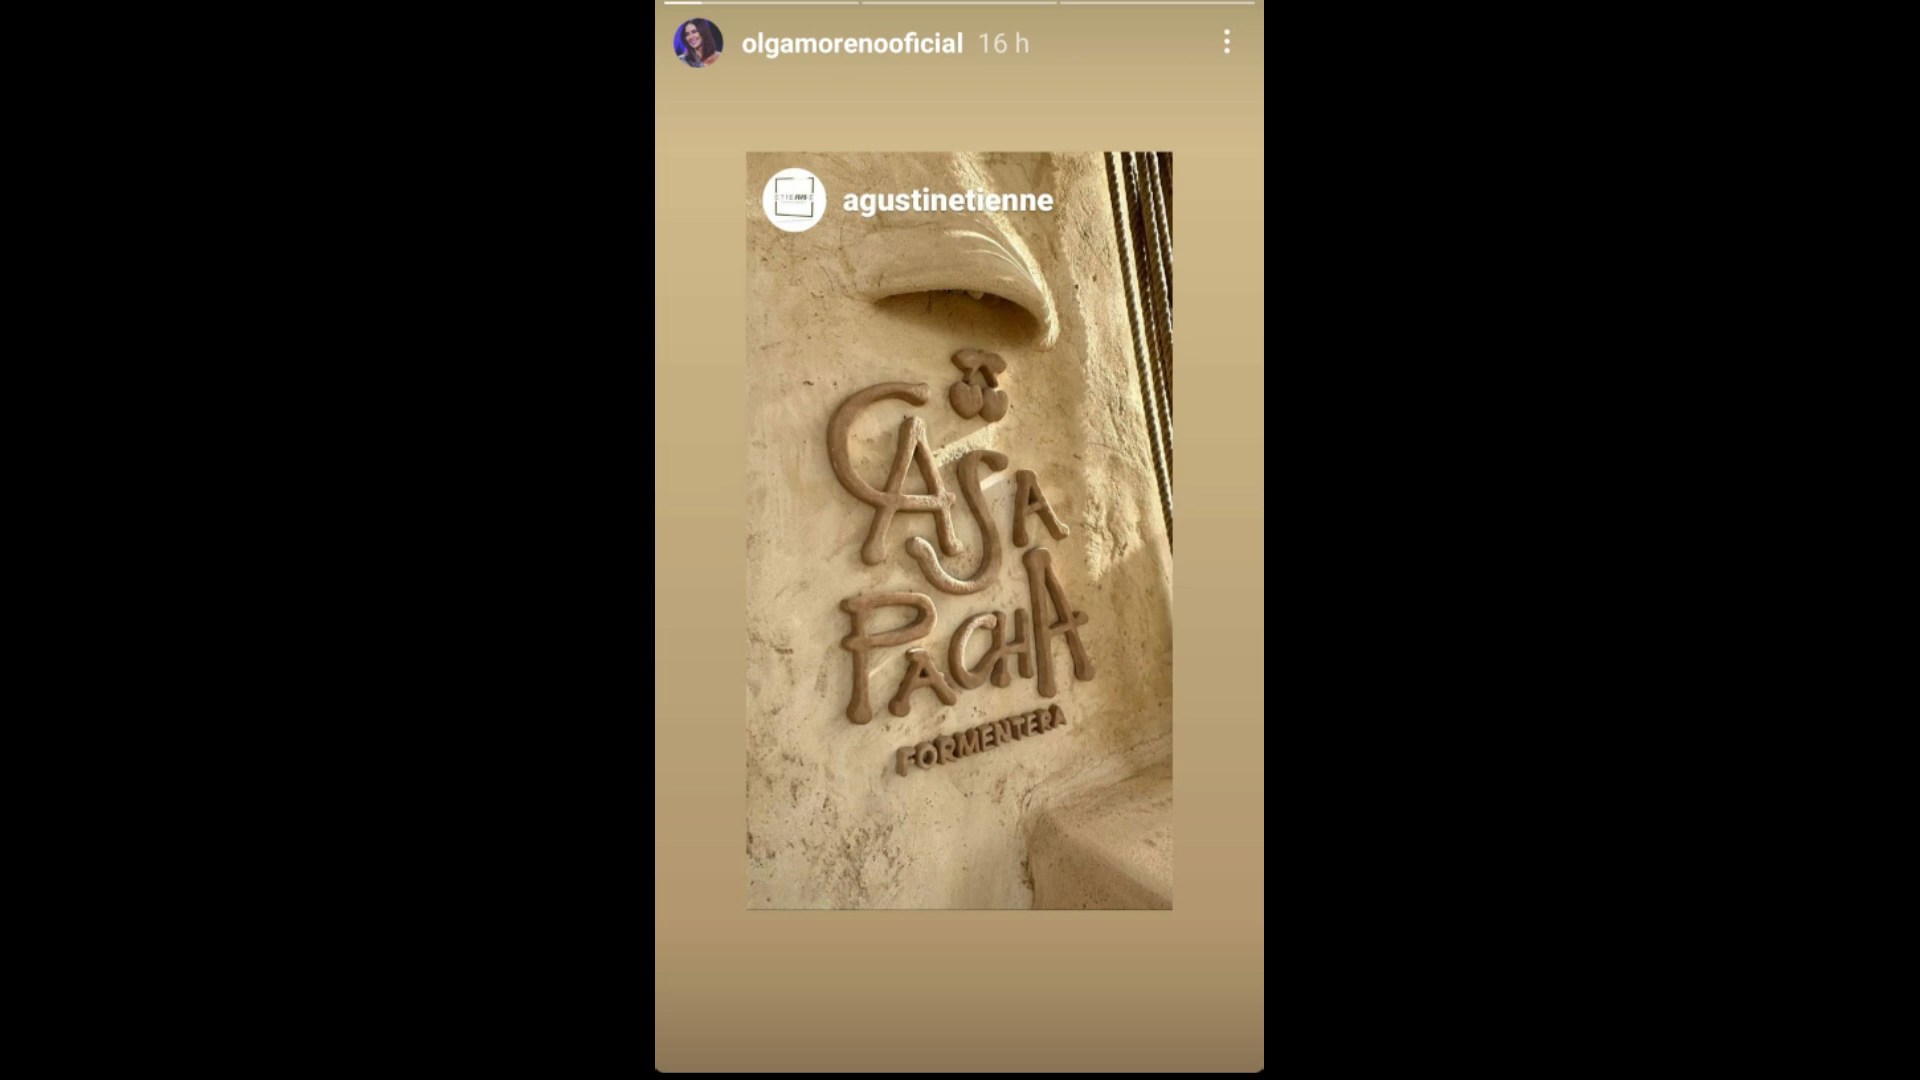 olgamorenooficial 16 h
agustinetienne
CASA
PACHA
FORMENTERA